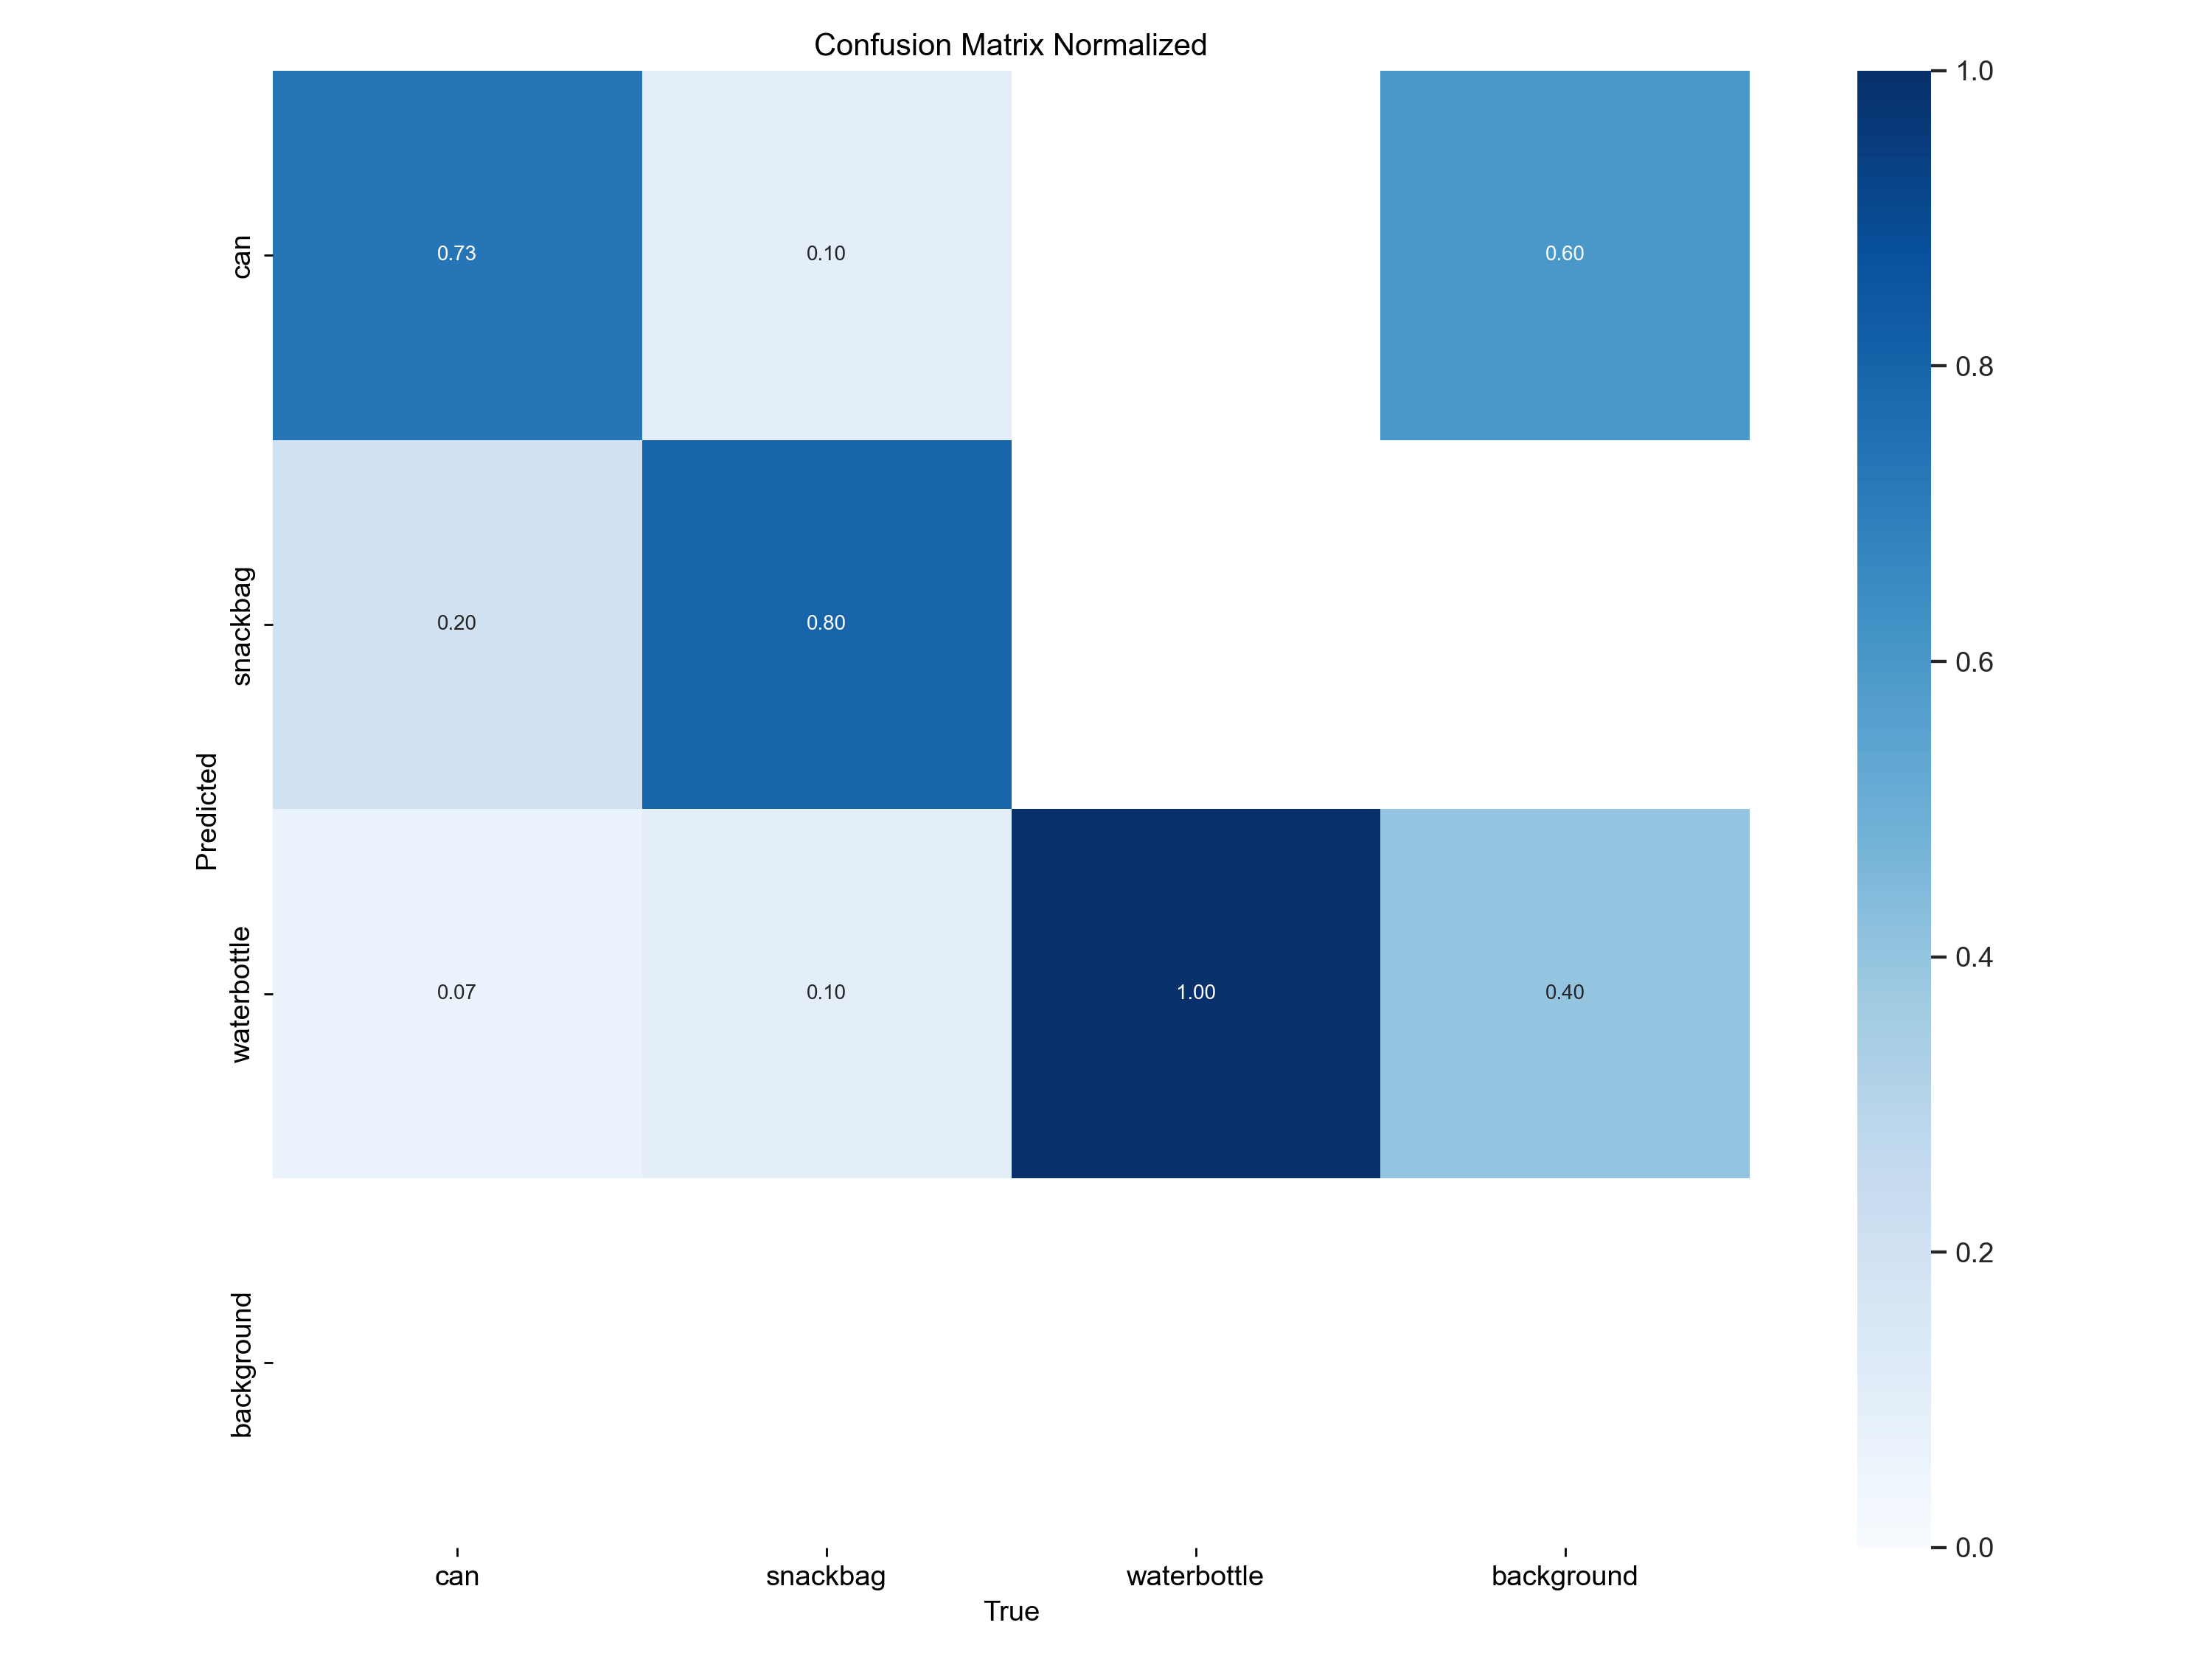 Confusion Matrix Normalized
can
0.73
0.10
0.60
snackbag
0.20
0.80
Predicted
waterbottle
0.07
0.10
1.00
0.40
background
can
snackbag
waterbottle
background
True
1.0
0.8
0.6
0.4
0.2
0.0